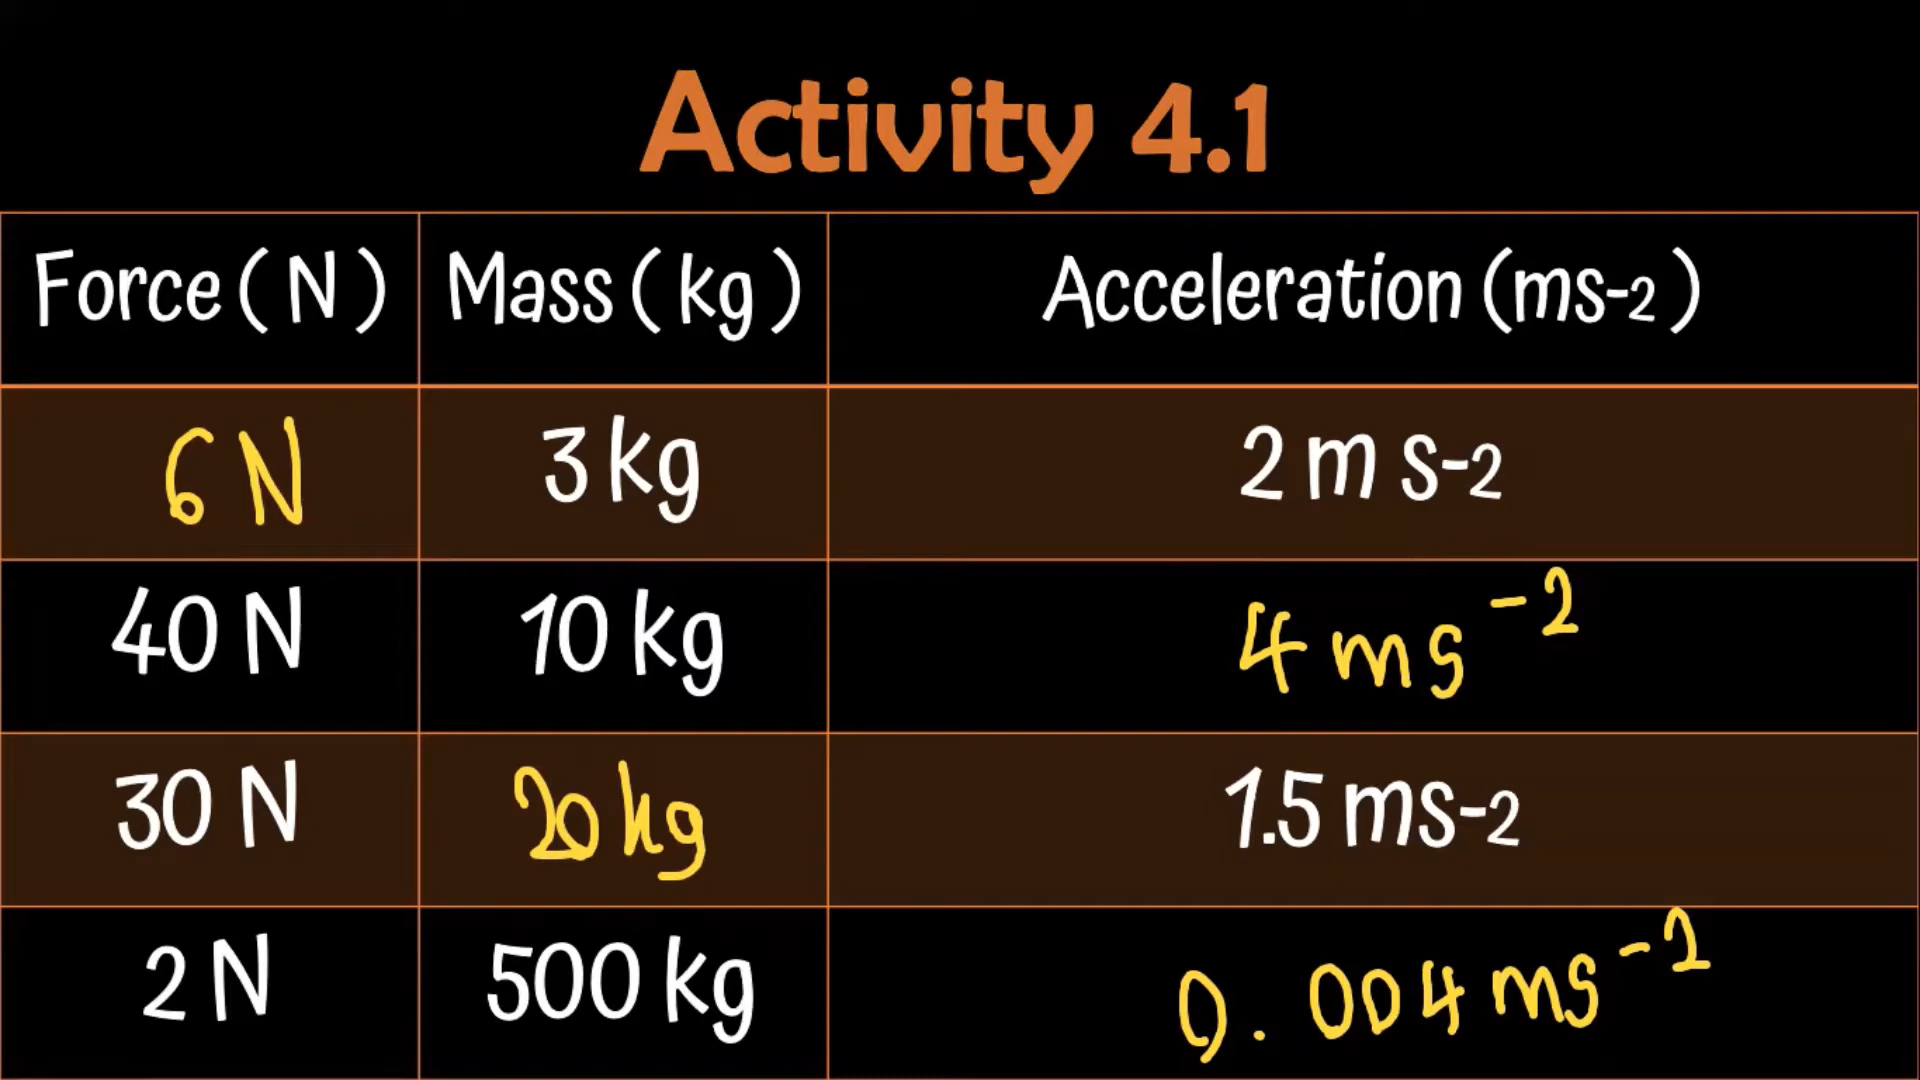 Activity 4.1
Force ( N ) Mass ( kg ) Acceleration (ms-2 )
6 N 3 kg 2 m s-2
40 N 10 kg 4 ms⁻²
30 N 20 kg 1.5 ms-2
2 N 500 kg 0.004 ms⁻²